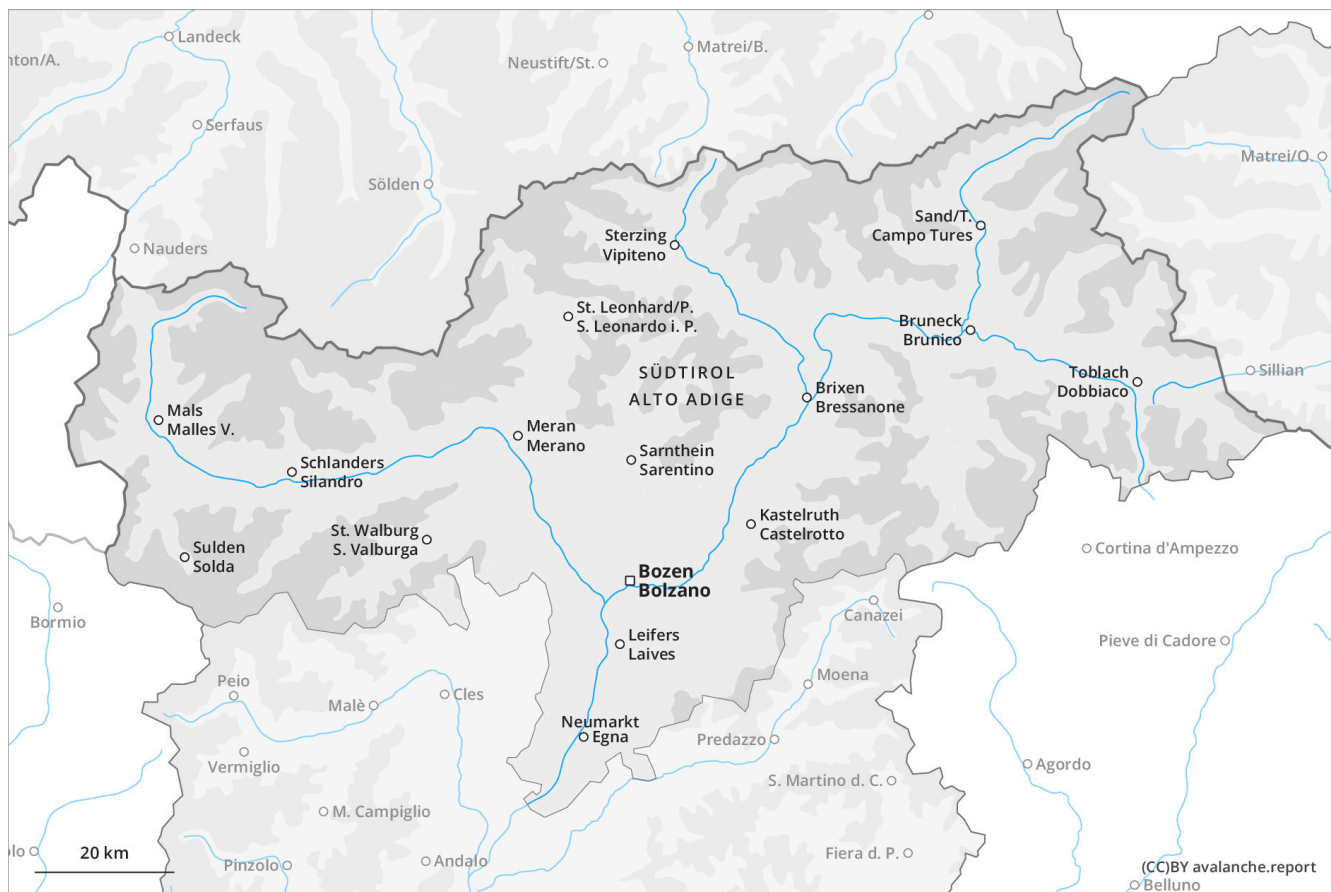 Landeck
nton/A.
Matrei/B.
Neustift/St.
Serfaus
Matrei/O.
Sölden
Sand/T.
Campo Tures
Sterzing
Vipiteno
Nauders
St. Leonhard/P.
S. Leonardo i. P.
Bruneck
Brunico
SÜDTIROL
ALTO ADIGE
Toblach
Dobbiaco
Sillian
Brixen
Bressanone
Mals
Malles V.
Meran
Merano
Sarnthein
Sarentino
Schlanders
Silandro
Kastelruth
Castelrotto
St. Walburg
S. Valburga
Sulden
Solda
Cortina d'Ampezzo
Bozen
Bolzano
Bormio
Canazei
Leifers
Laives
Pieve di Cadore
Peio
Moena
Cles
Malè
Neumarkt
Egna
Predazzo
Vermiglio
Agordo
S. Martino d. C.
M. Campiglio
olo
20 km
Pinzolo
Andalo
Fiera d. P.
(CC)BY avalanche.report
Belluno